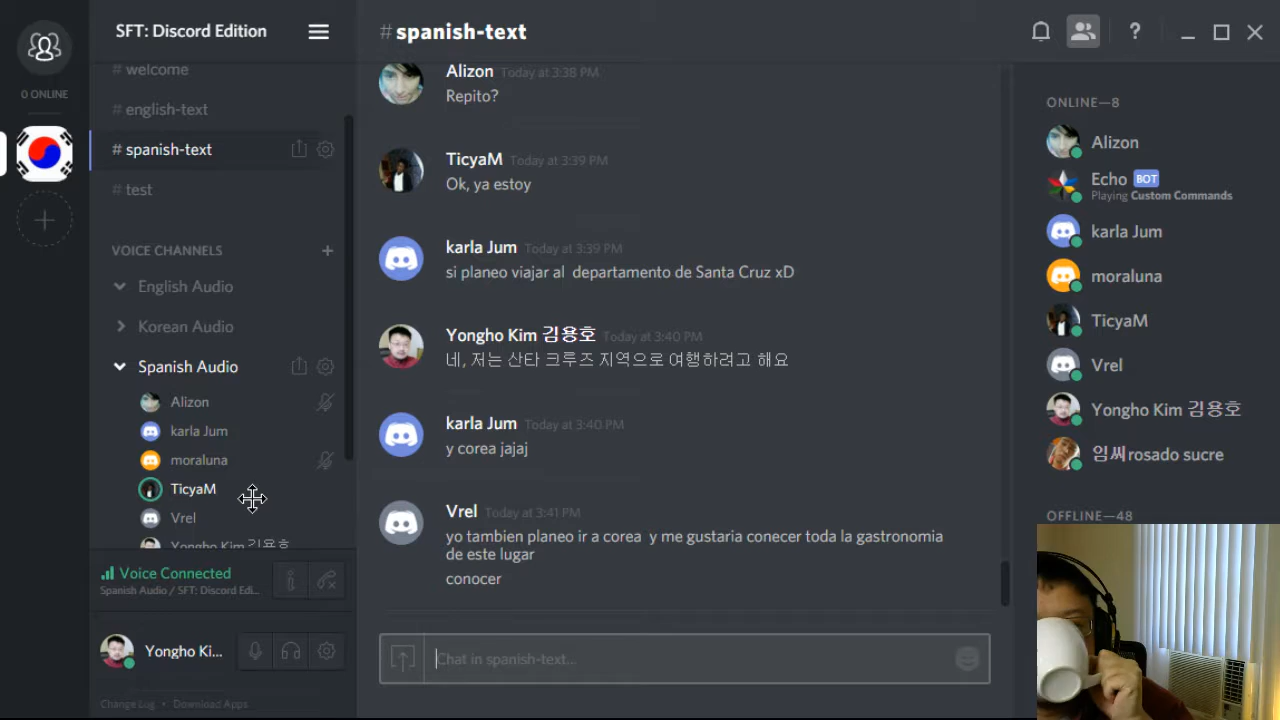 0 ONLINE
SFT: Discord Edition
# welcome
# english-text
# spanish-text
# test
VOICE CHANNELS
English Audio
Korean Audio
Spanish Audio
Alizon
karla Jum
moraluna
TicyaM
Vrel
Yongho Kim 김용호
Voice Connected
Spanish Audio / SFT: Discord Edi...
Yongho Ki...
Change Log • Download Apps
# spanish-text
Alizon Today at 3:38 PM
Repito?
TicyaM Today at 3:39 PM
Ok, ya estoy
karla Jum Today at 3:39 PM
si planeo viajar al departamento de Santa Cruz xD
Yongho Kim 김용호 Today at 3:40 PM
네, 저는 산타 크루즈 지역으로 여행하려고 해요
karla Jum Today at 3:40 PM
y corea jajaj
Vrel Today at 3:41 PM
yo tambien planeo ir a corea y me gustaria conecer toda la gastronomia
de este lugar
conocer
Chat in spanish-text...
ONLINE—8
Alizon
Echo BOT
Playing Custom Commands
karla Jum
moraluna
TicyaM
Vrel
Yongho Kim 김용호
임씨rosado sucre
OFFLINE—48